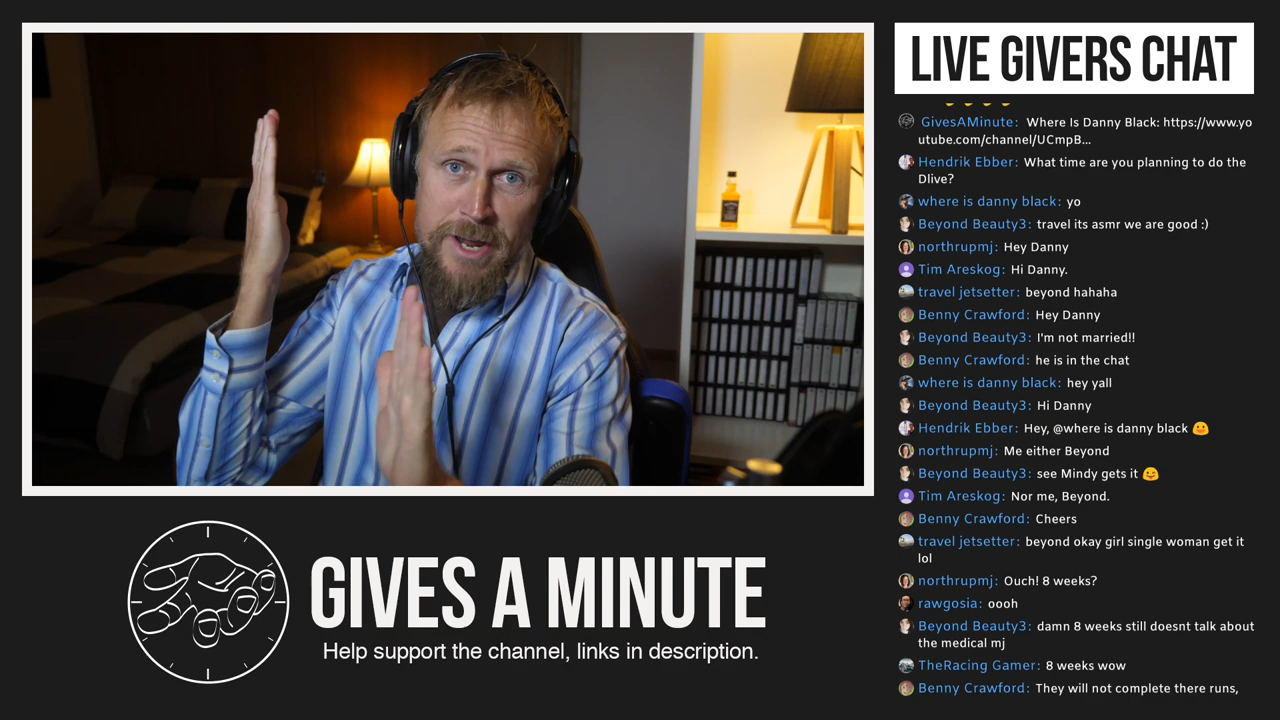 LIVE GIVERS CHAT
GivesAMinute: Where Is Danny Black: https://www.yo
utube.com/channel/UCmpB...
Hendrik Ebber: What time are you planning to do the
Dlive?
where is danny black: yo
Beyond Beauty3: travel its asmr we are good :)
northrupmj: Hey Danny
Tim Areskog: Hi Danny.
travel jetsetter: beyond hahaha
Benny Crawford: Hey Danny
Beyond Beauty3: I'm not married!!
Benny Crawford: he is in the chat
where is danny black: hey yall
Beyond Beauty3: Hi Danny
Hendrik Ebber: Hey, @where is danny black 😛
northrupmj: Me either Beyond
Beyond Beauty3: see Mindy gets it 😜
Tim Areskog: Nor me, Beyond.
Benny Crawford: Cheers
travel jetsetter: beyond okay girl single woman get it
lol
northrupmj: Ouch! 8 weeks?
rawgosia: oooh
Beyond Beauty3: damn 8 weeks still doesnt talk about
the medical mj
TheRacing Gamer: 8 weeks wow
Benny Crawford: They will not complete there runs,
GIVES A MINUTE
Help support the channel, links in description.